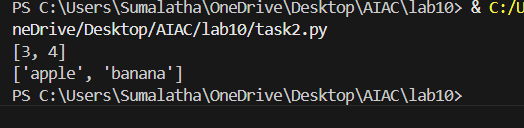 PS C:\Users\Sumalatha\OneDrive\Desktop\AIAC\lab10> & C:/U
neDrive/Desktop/AIAC/lab10/task2.py
[3, 4]
['apple', 'banana']
PS C:\Users\Sumalatha\OneDrive\Desktop\AIAC\lab10>